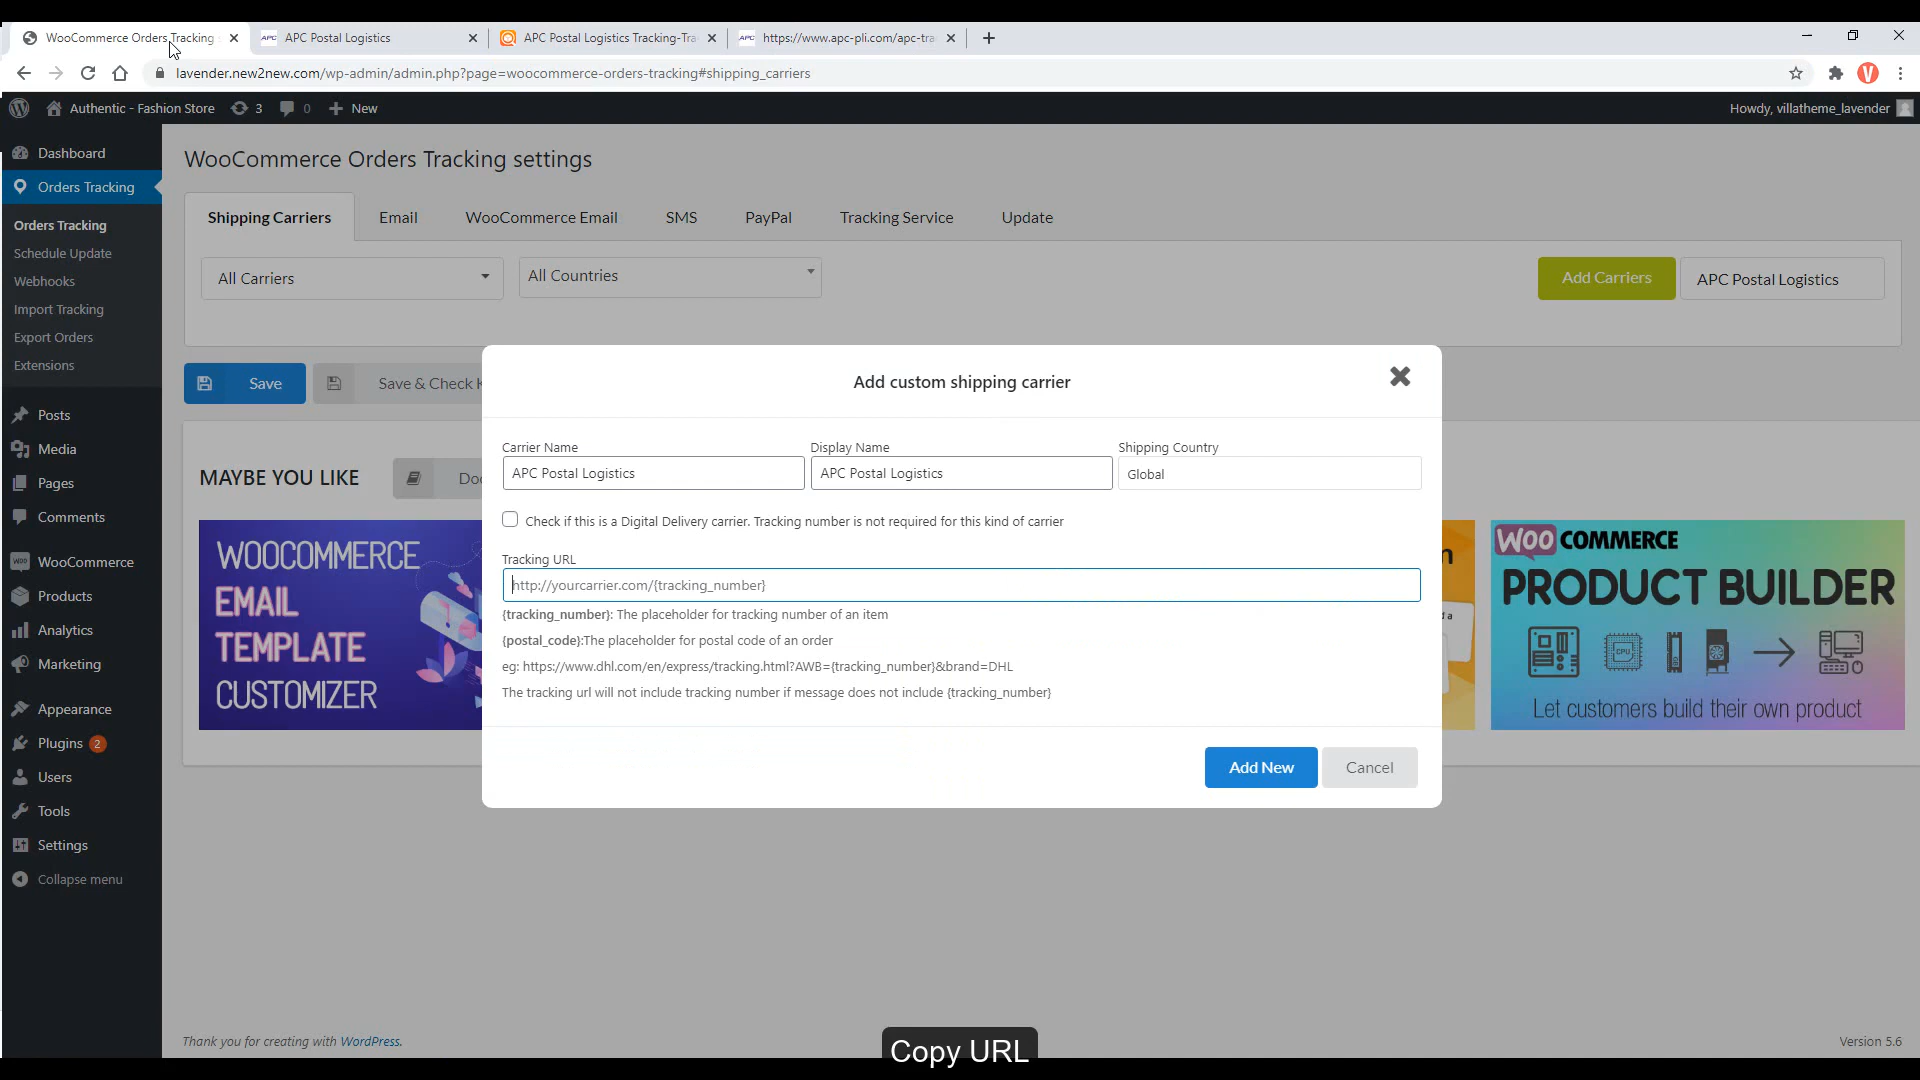 WooCommerce Orders Tracking
APC Postal Logistics
APC Postal Logistics Tracking-Tra
https://www.apc-pli.com/apc-tra
lavender.new2new.com/wp-admin/admin.php?page=woocommerce-orders-tracking#shipping_carriers
Authentic - Fashion Store
3
0
New
Howdy, villatheme_lavender
Dashboard
Orders Tracking
Orders Tracking
Schedule Update
Webhooks
Import Tracking
Export Orders
Extensions
Posts
Media
Pages
Comments
WooCommerce
Products
Analytics
Marketing
Appearance
Plugins 2
Users
Tools
Settings
Collapse menu
WooCommerce Orders Tracking settings
Shipping Carriers
Email
WooCommerce Email
SMS
PayPal
Tracking Service
Update
All Carriers
All Countries
Add Carriers
APC Postal Logistics
Save
Save & Check K
MAYBE YOU LIKE
Doc
WOOCOMMERCE
EMAIL
TEMPLATE
CUSTOMIZER
Add custom shipping carrier
Carrier Name
Display Name
Shipping Country
APC Postal Logistics
APC Postal Logistics
Global
Check if this is a Digital Delivery carrier. Tracking number is not required for this kind of carrier
Tracking URL
http://yourcarrier.com/{tracking_number}
{tracking_number}: The placeholder for tracking number of an item
{postal_code}:The placeholder for postal code of an order
eg: https://www.dhl.com/en/express/tracking.html?AWB={tracking_number}&brand=DHL
The tracking url will not include tracking number if message does not include {tracking_number}
Add New
Cancel
WOO COMMERCE
PRODUCT BUILDER
CPU
Let customers build their own product
Thank you for creating with WordPress.
Version 5.6
Copy URL